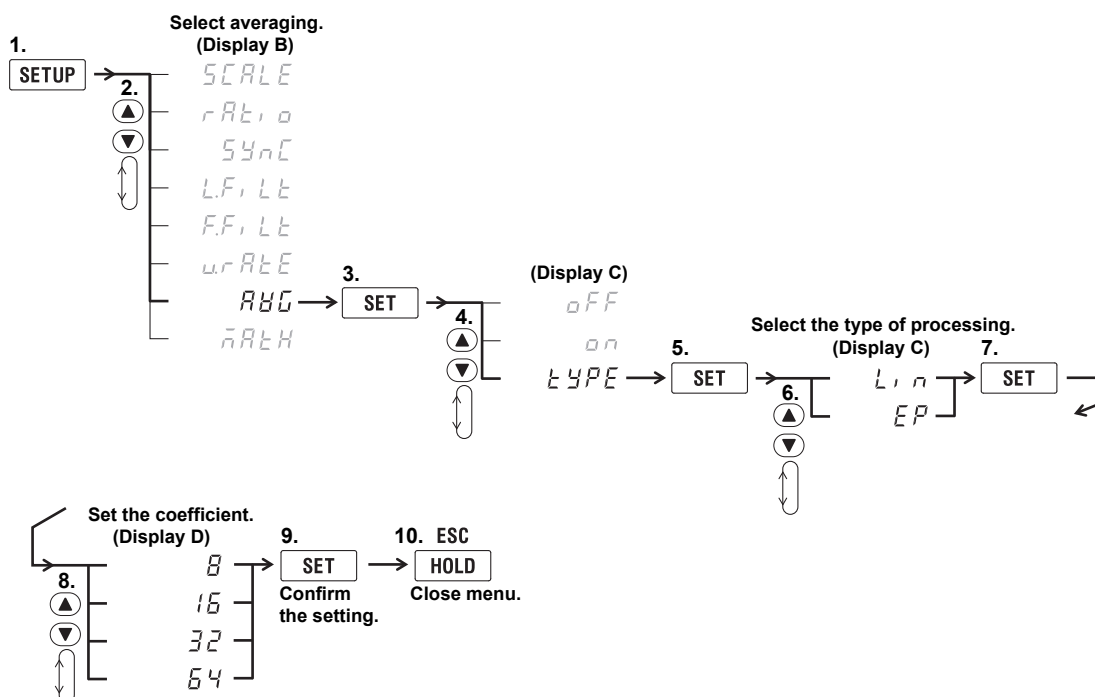 Select averaging.
(Display B)
1.
SETUP
2.
SCALE
rAtio
SYnC
L.FiLt
F.FiLt
u.rAtE
AVG
mAtH
3.
SET
4.
(Display C)
oFF
on
tYPE
5.
SET
Select the type of processing.
(Display C)
6.
Lin
EP
7.
SET
Set the coefficient.
(Display D)
8.
8
16
32
64
9.
SET
Confirm
the setting.
10. ESC
HOLD
Close menu.